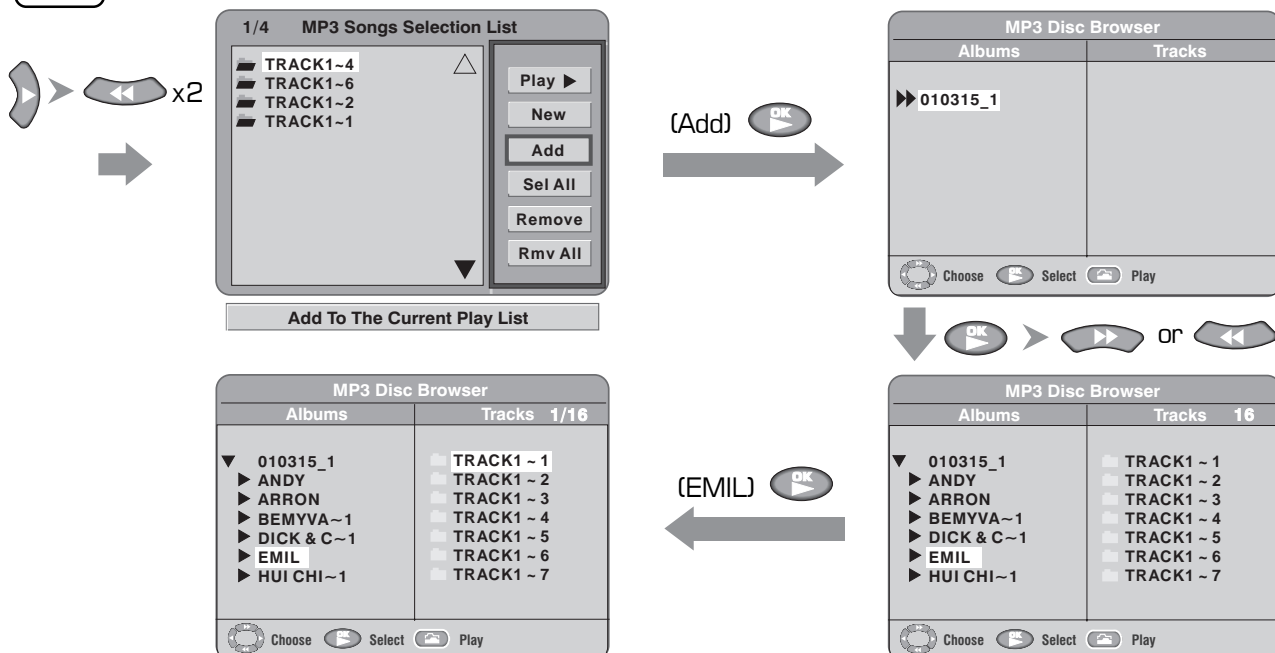 1/4 MP3 Songs Selection List
TRACK1~4
TRACK1~6
TRACK1~2
TRACK1~1
Play ▶
New
Add
Sel All
Remove
Rmv All
Add To The Current Play List
x2
(Add) OK
MP3 Disc Browser
Albums Tracks
010315_1
Choose OK Select Play
OK or
MP3 Disc Browser
Albums Tracks 16
010315_1 TRACK1 ~ 1
ANDY TRACK1 ~ 2
ARRON TRACK1 ~ 3
BEMYVA~1 TRACK1 ~ 4
DICK & C~1 TRACK1 ~ 5
EMIL TRACK1 ~ 6
HUI CHI~1 TRACK1 ~ 7
Choose OK Select Play
(EMIL) OK
MP3 Disc Browser
Albums Tracks 1/16
010315_1 TRACK1 ~ 1
ANDY TRACK1 ~ 2
ARRON TRACK1 ~ 3
BEMYVA~1 TRACK1 ~ 4
DICK & C~1 TRACK1 ~ 5
EMIL TRACK1 ~ 6
HUI CHI~1 TRACK1 ~ 7
Choose OK Select Play